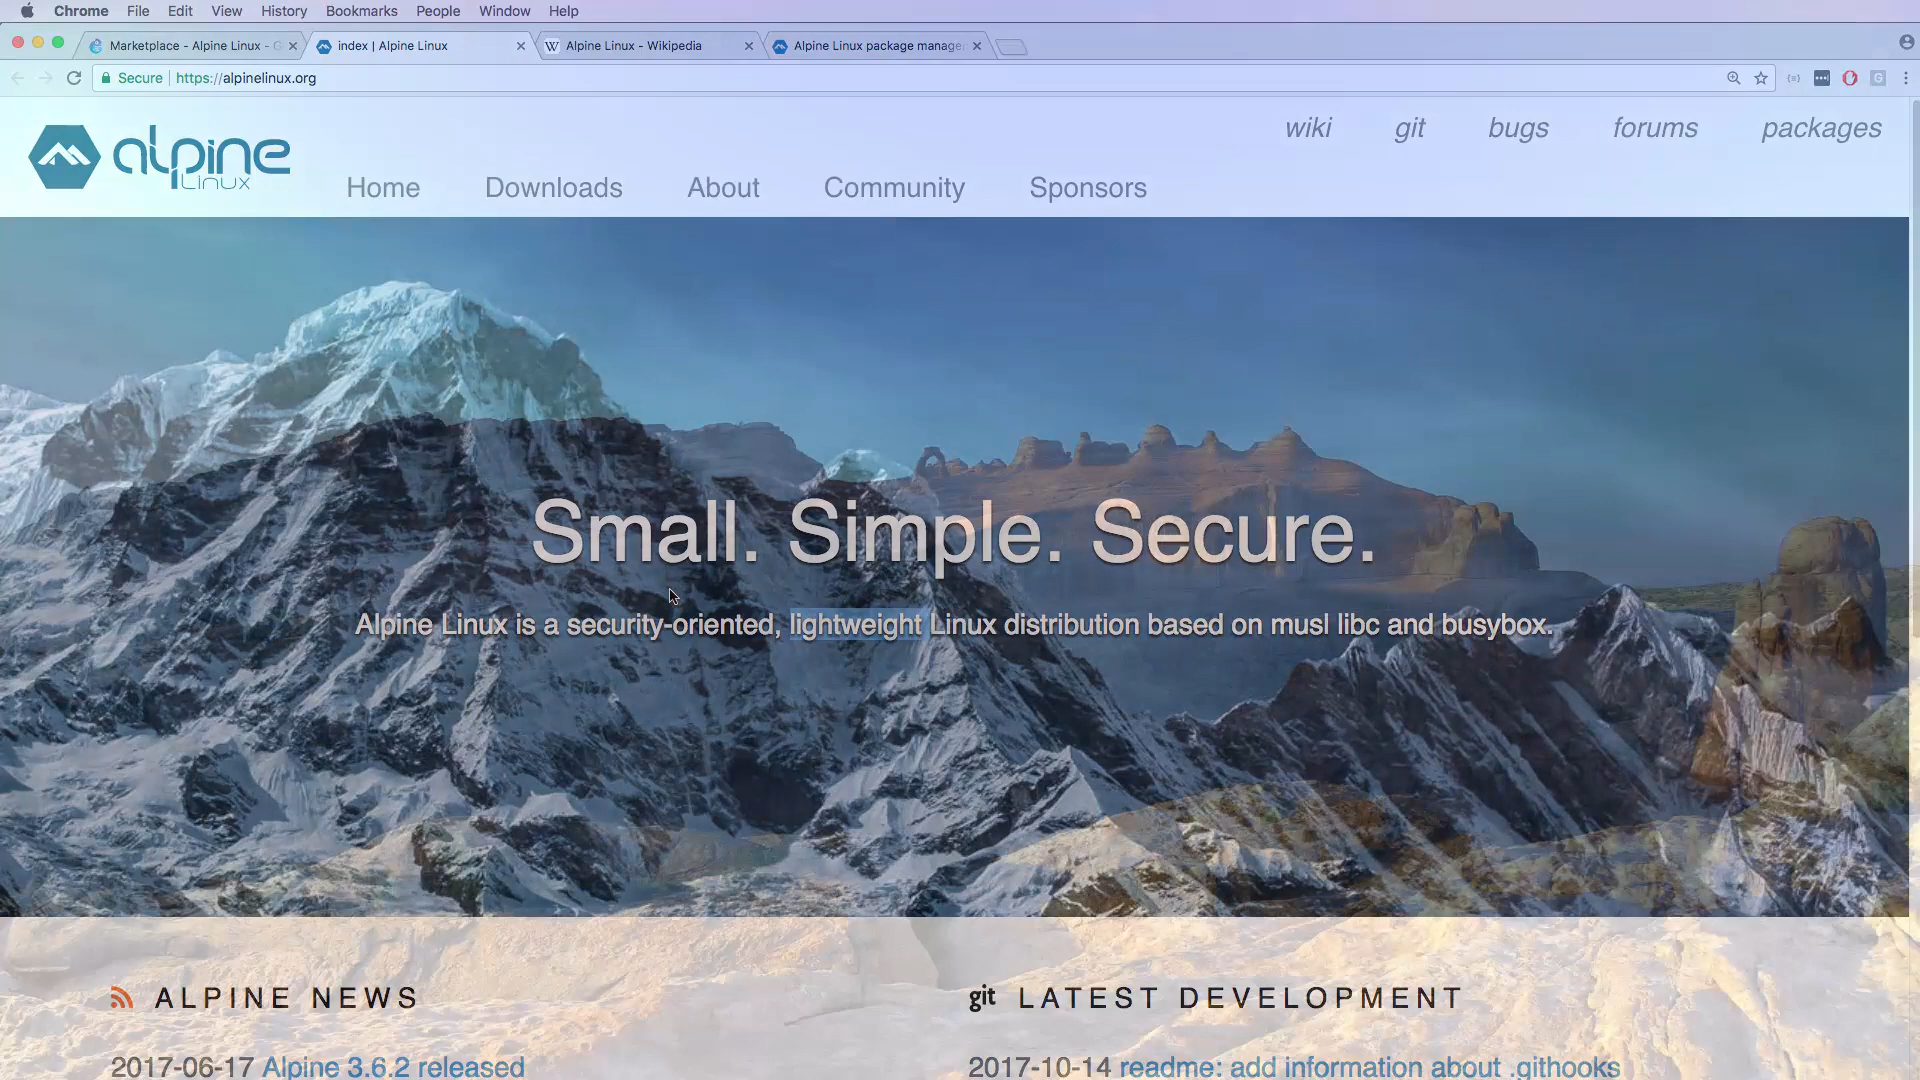 Chrome File Edit View History Bookmarks People Window Help
Marketplace - Alpine Linux - G
index | Alpine Linux
Alpine Linux - Wikipedia
Alpine Linux package manage
Secure https://alpinelinux.org
alpine Linux
wiki git bugs forums packages
Home Downloads About Community Sponsors
Small. Simple. Secure.
Alpine Linux is a security-oriented, lightweight Linux distribution based on musl libc and busybox.
ALPINE NEWS
2017-06-17 Alpine 3.6.2 released
git LATEST DEVELOPMENT
2017-10-14 readme: add information about .githooks